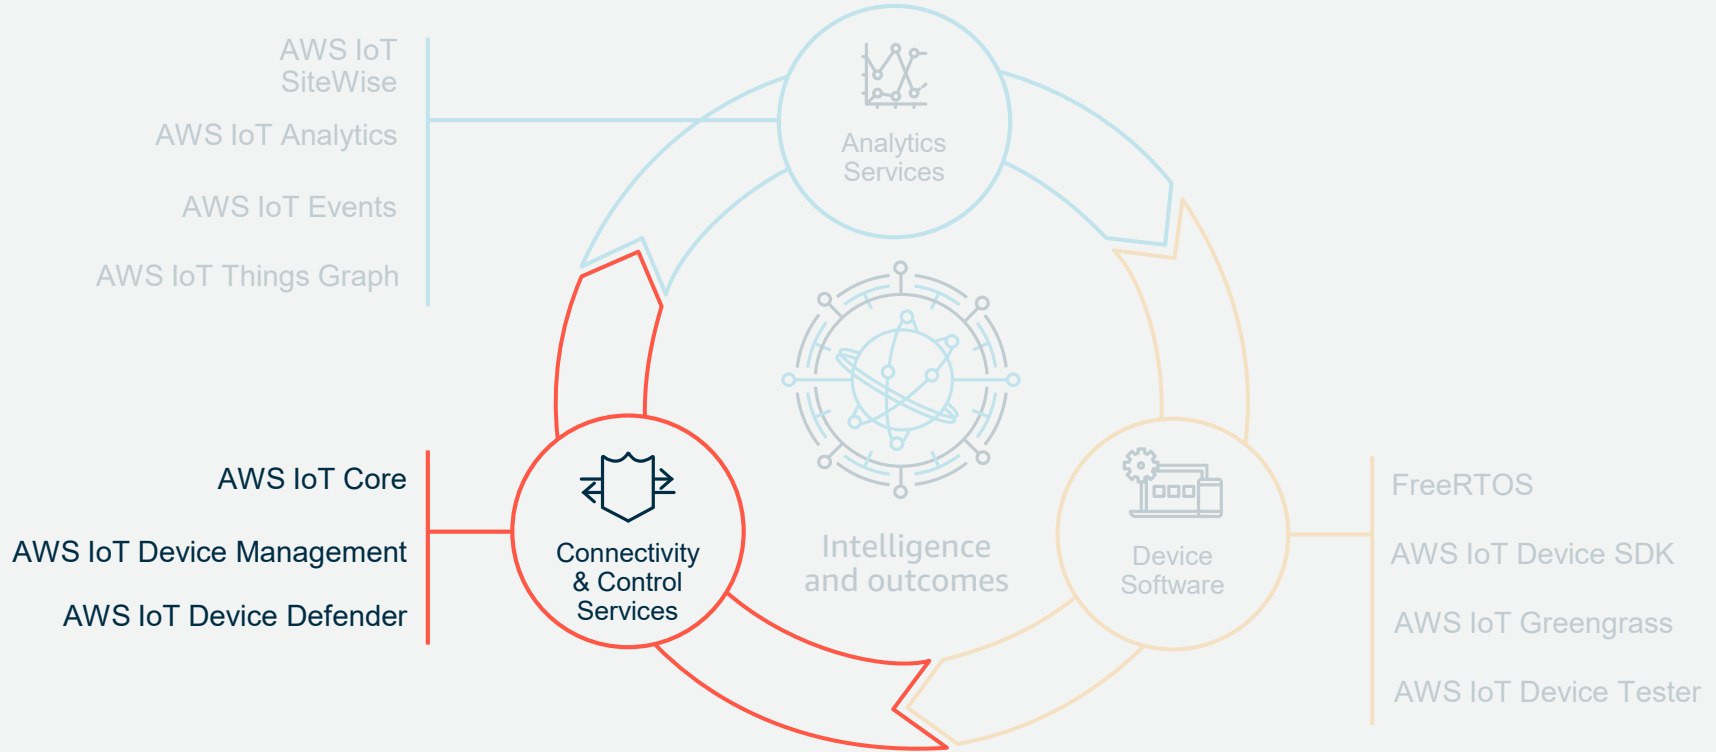 AWS IoT
SiteWise
AWS IoT Analytics
AWS IoT Events
AWS IoT Things Graph
Analytics
Services
Intelligence
and outcomes
AWS IoT Core
AWS IoT Device Management
AWS IoT Device Defender
Connectivity
& Control
Services
Device
Software
FreeRTOS
AWS IoT Device SDK
AWS IoT Greengrass
AWS IoT Device Tester